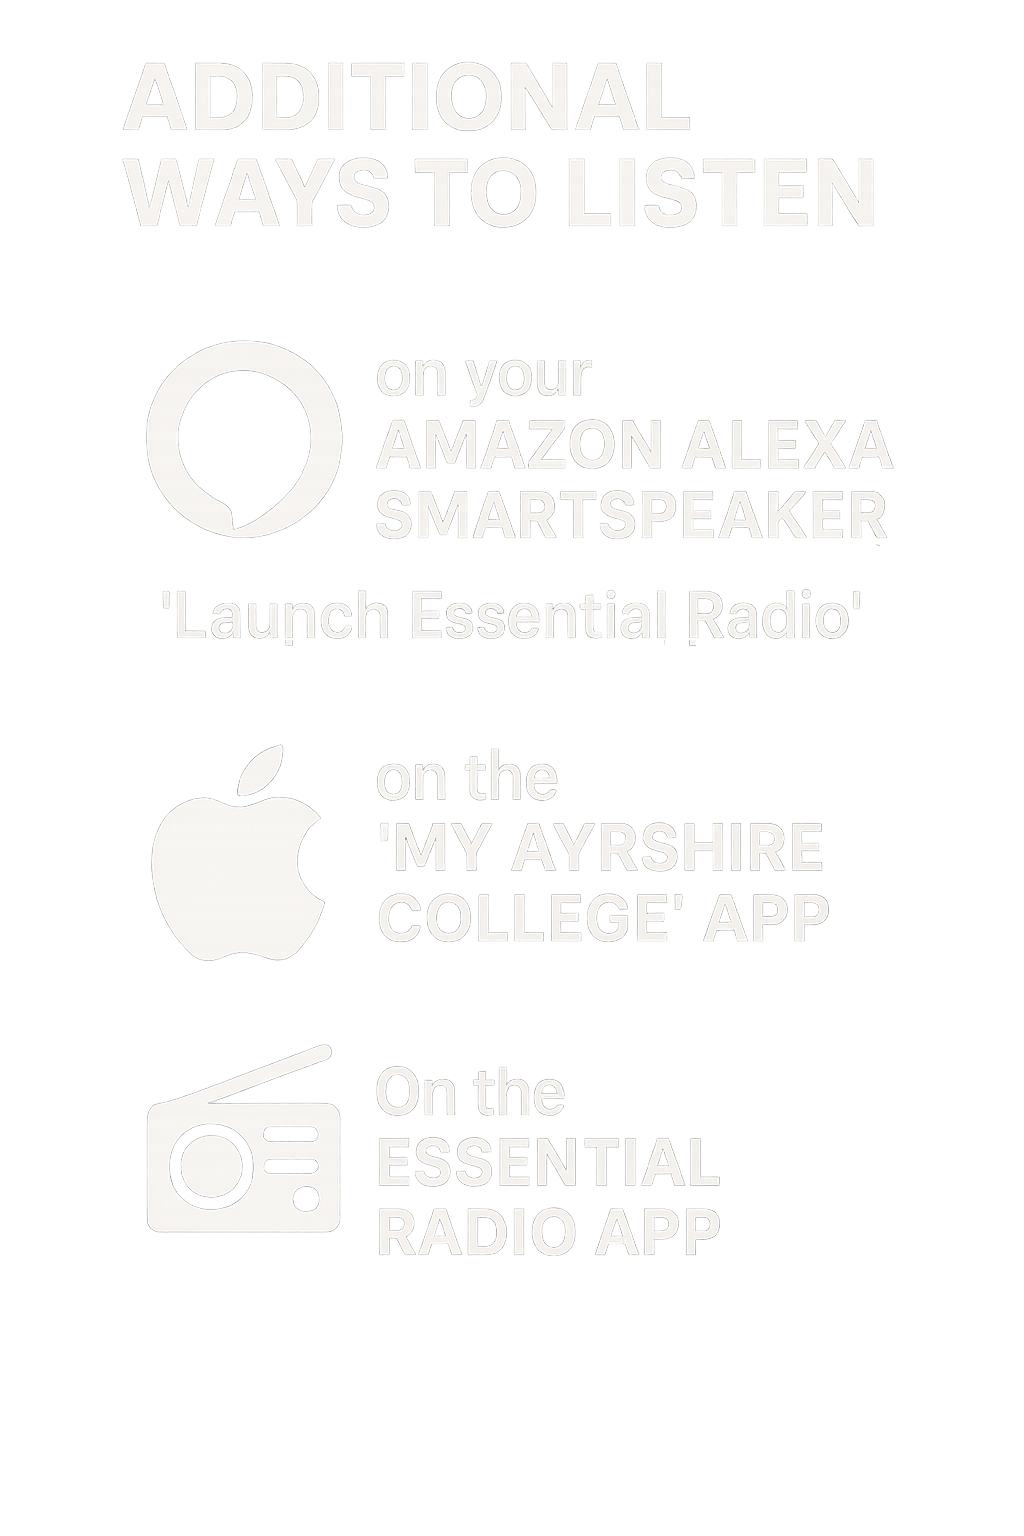 ADDITIONAL
WAYS TO LISTEN
on your
AMAZON ALEXA
SMARTSPEAKER
'Launch Essential Radio'
on the
'MY AYRSHIRE
COLLEGE' APP
On the
ESSENTIAL
RADIO APP